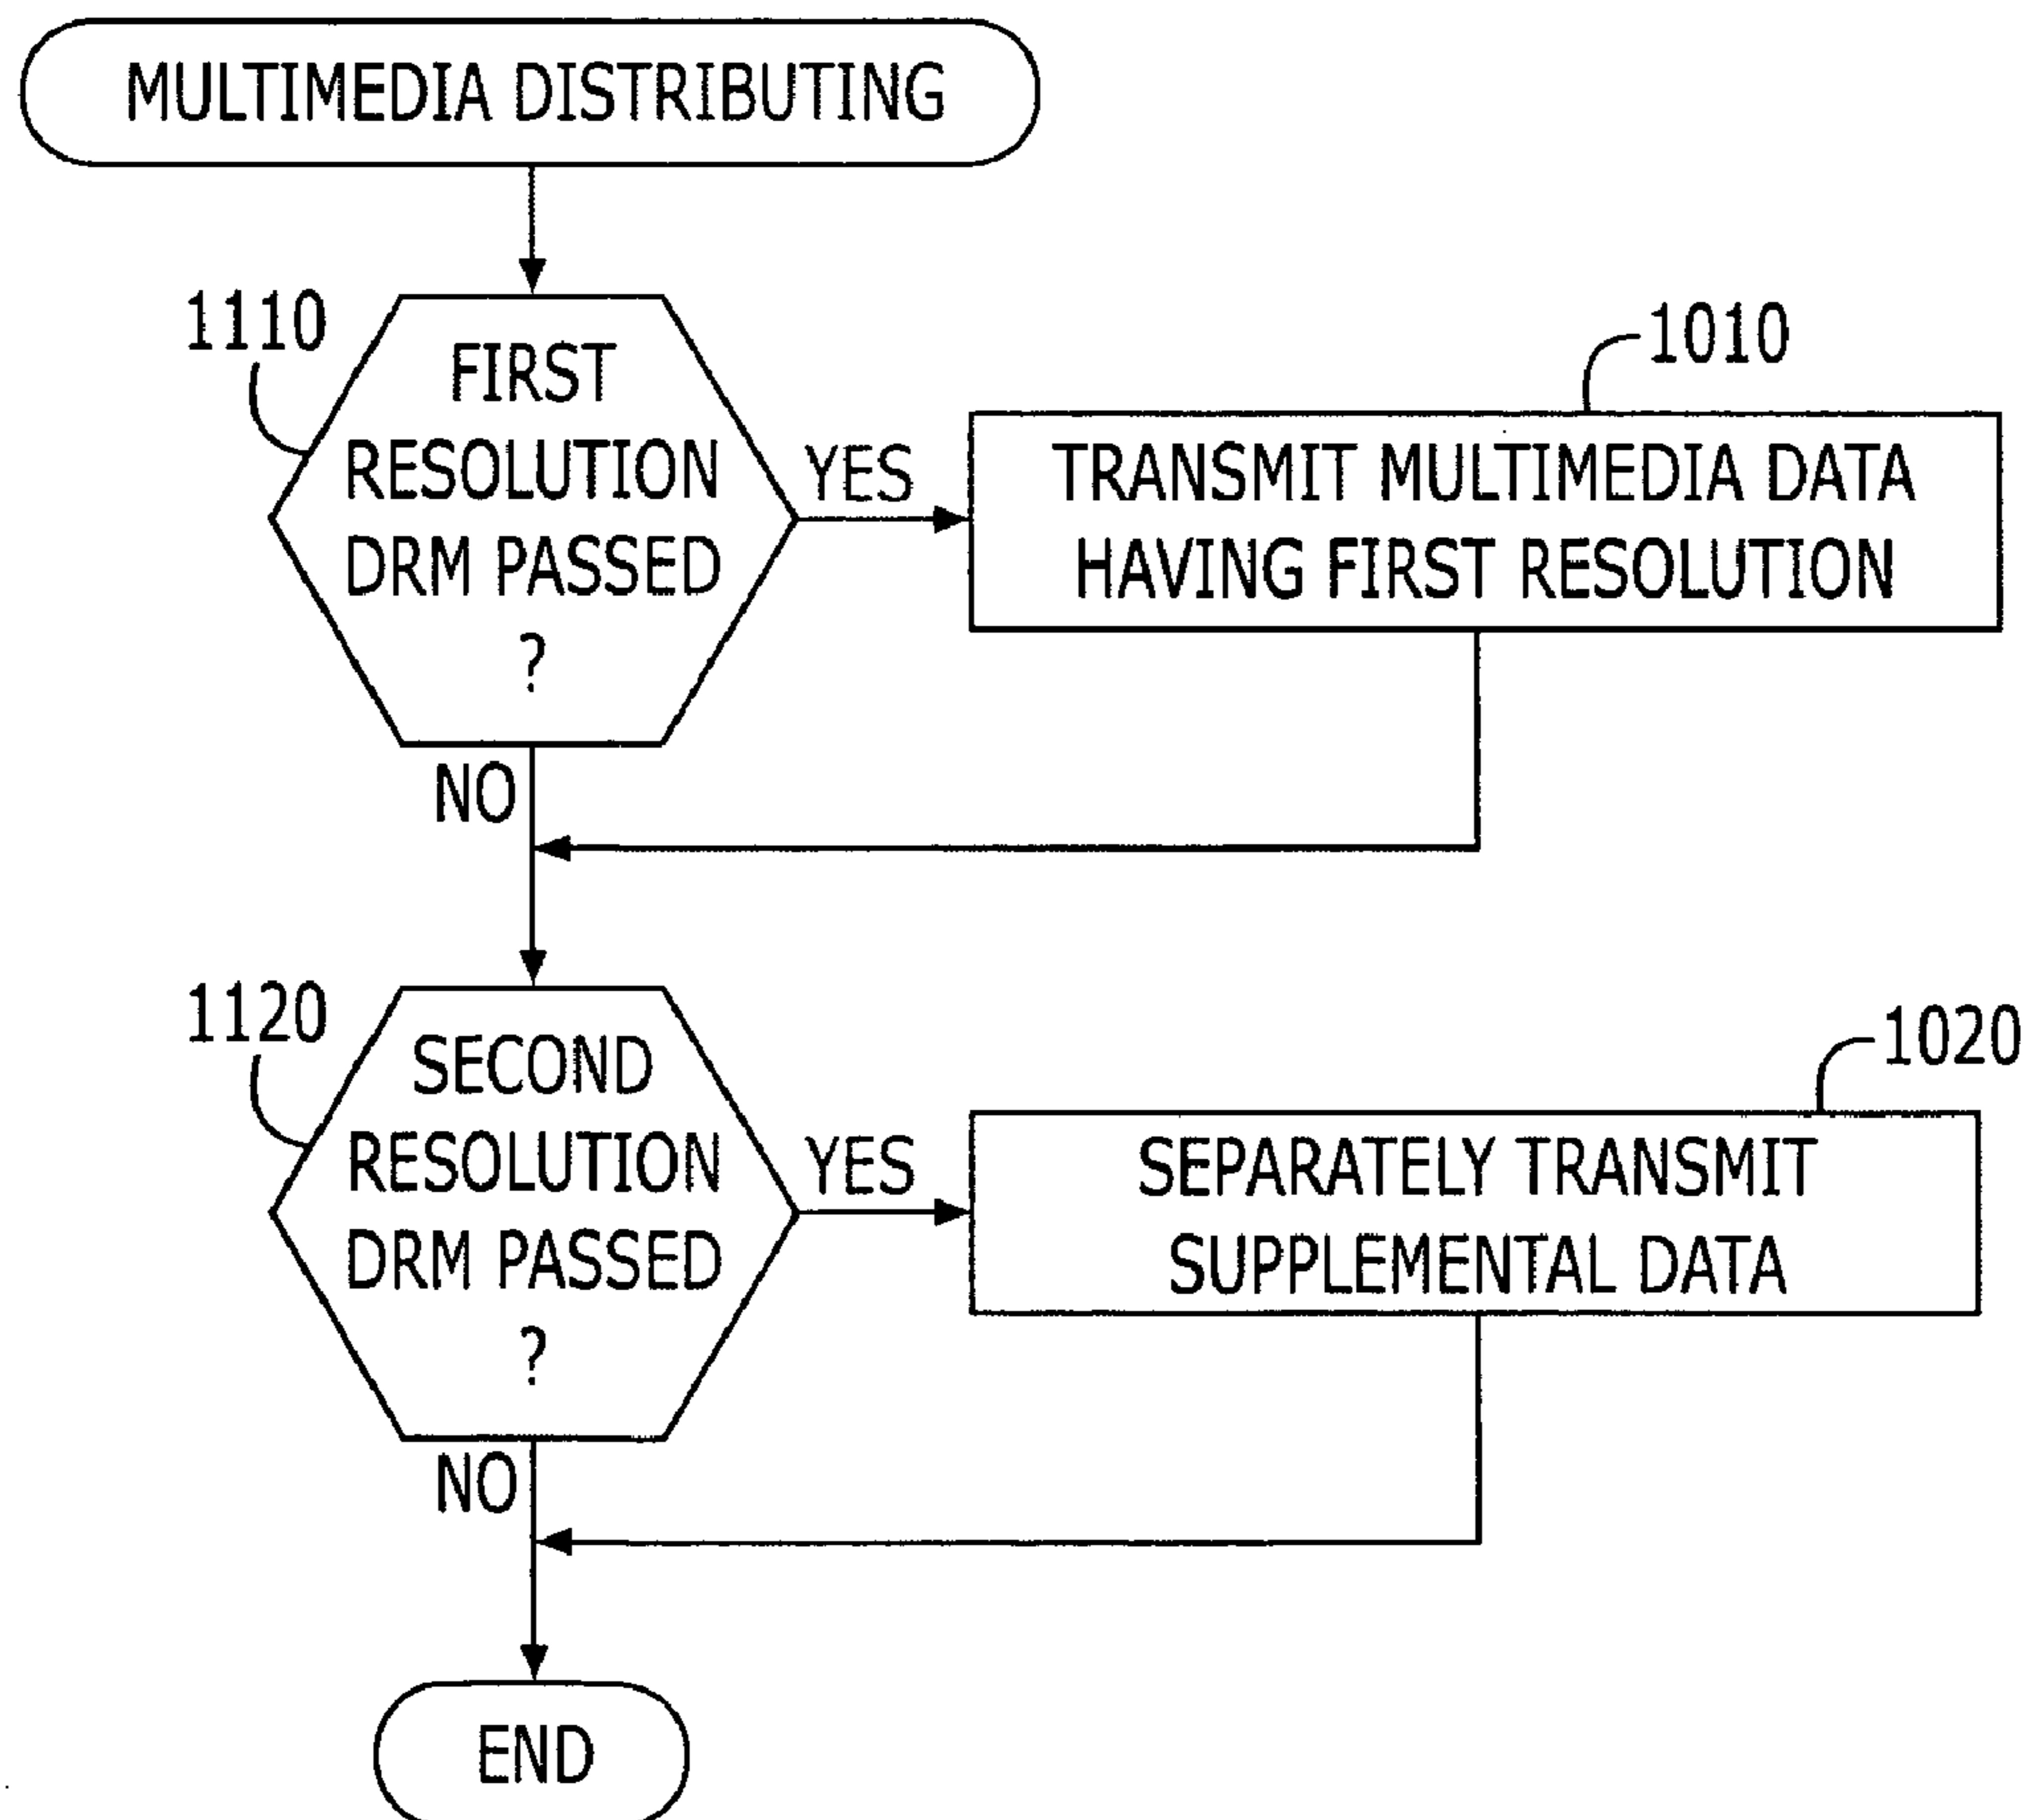 MULTIMEDIA DISTRIBUTING
1110
FIRST
RESOLUTION
DRM PASSED
?
YES
1010
TRANSMIT MULTIMEDIA DATA
HAVING FIRST RESOLUTION
NO
1120
SECOND
RESOLUTION
DRM PASSED
?
YES
1020
SEPARATELY TRANSMIT
SUPPLEMENTAL DATA
NO
END